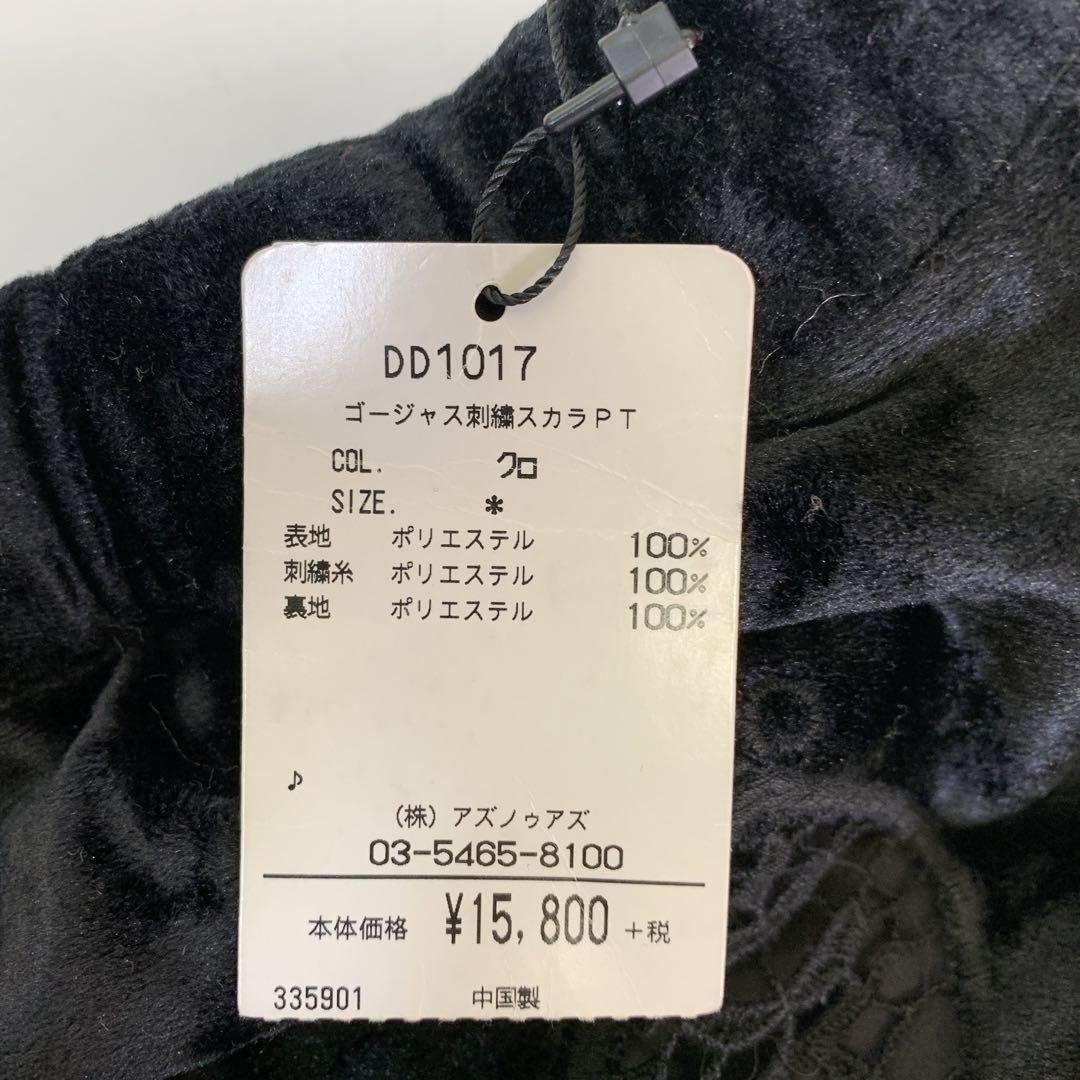 DD1017
ゴージャス刺繍スカラPT
COL. クロ
SIZE. *
表地 ポリエステル 100%
刺繍糸 ポリエステル 100%
裏地 ポリエステル 100%
♪
(株) アズノゥアズ
03-5465-8100
本体価格 ¥15,800 +税
335901 中国製